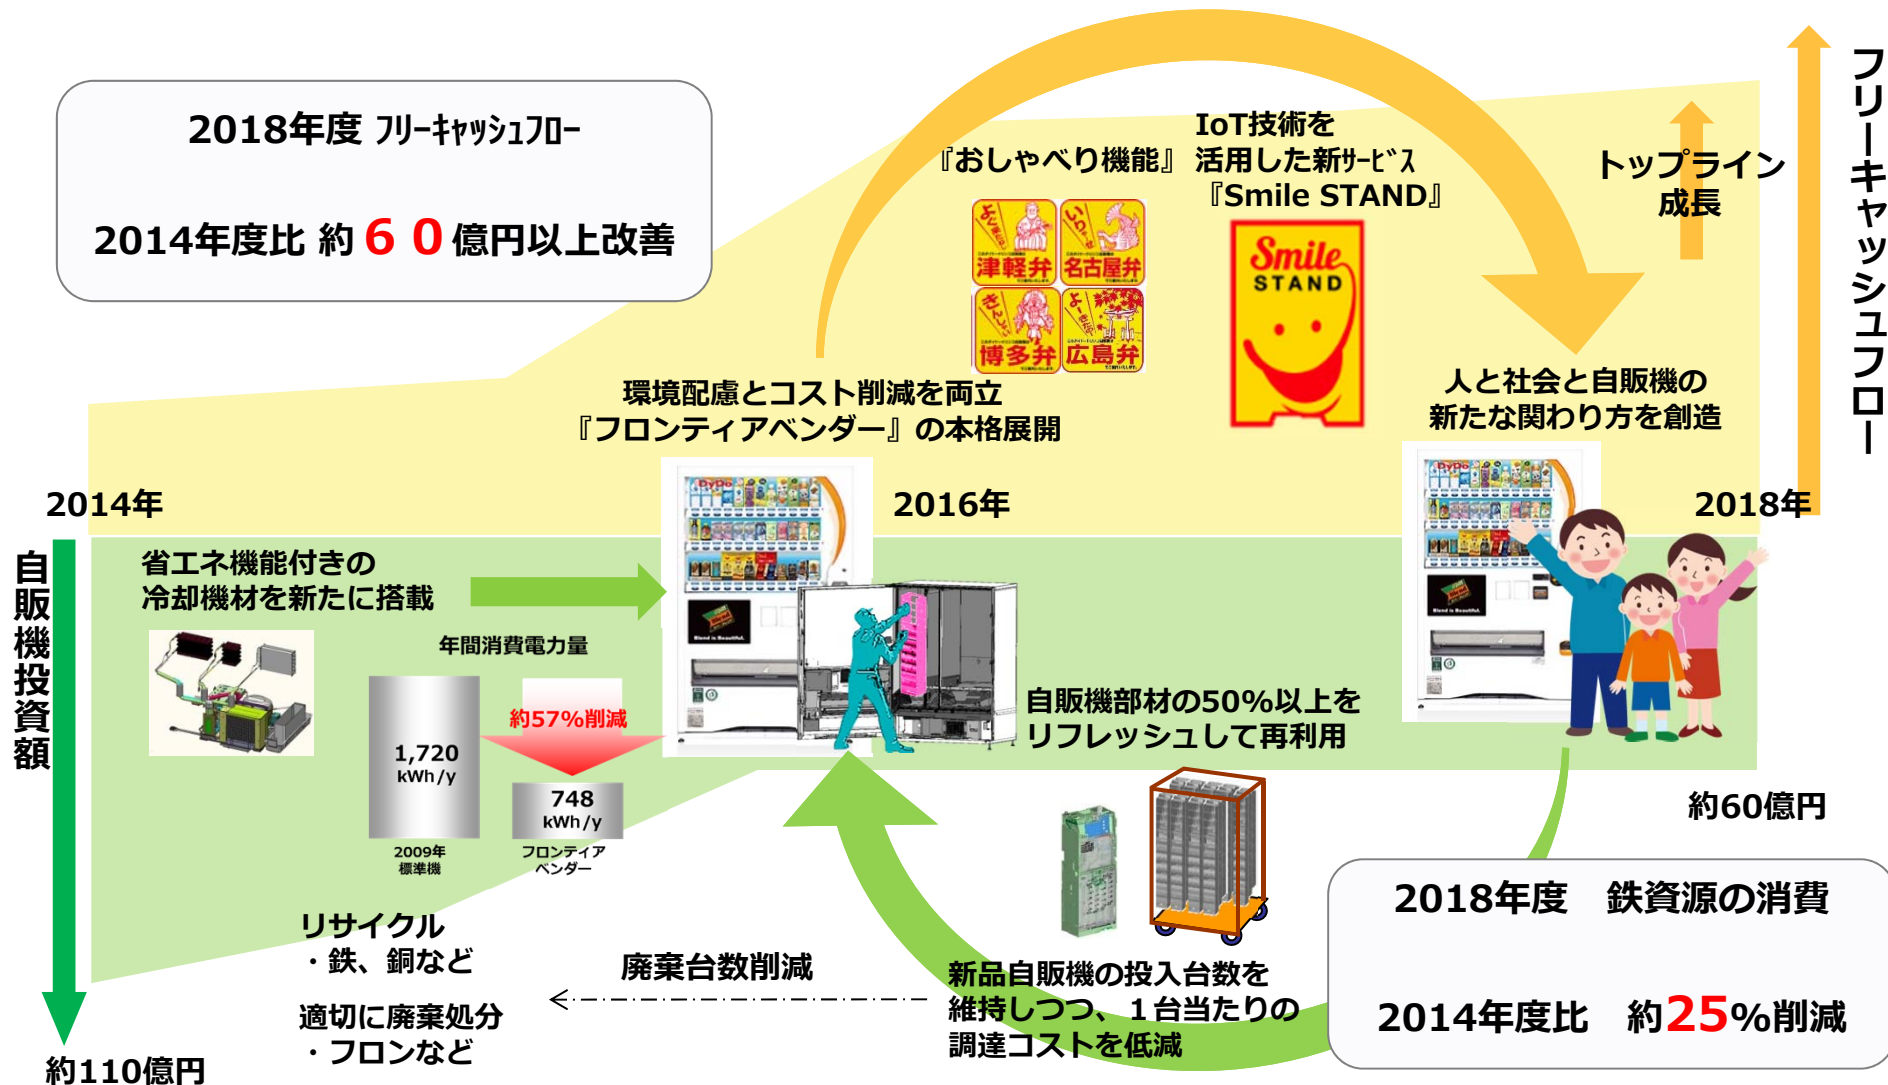 2018年度 フリーキャッシュフロー
2014年度比 約６０億円以上改善
『おしゃべり機能』
IoT技術を
活用した新サービス
『Smile STAND』
トップライン
成長
フリーキャッシュフロー
津軽弁
名古屋弁
博多弁
広島弁
Smile
STAND
環境配慮とコスト削減を両立
『フロンティアベンダー』の本格展開
人と社会と自販機の
新たな関わり方を創造
2014年
2016年
2018年
DyDo
DyDo
自販機投資額
省エネ機能付きの
冷却機材を新たに搭載
年間消費電力量
約57%削減
1,720
kWh/y
748
kWh/y
2009年
標準機
フロンティア
ベンダー
Blend is Beautiful.
自販機部材の50%以上を
リフレッシュして再利用
約60億円
リサイクル
・鉄、銅など
適切に廃棄処分
・フロンなど
廃棄台数削減
新品自販機の投入台数を
維持しつつ、１台当たりの
調達コストを低減
2018年度　鉄資源の消費
2014年度比　約25%削減
約110億円